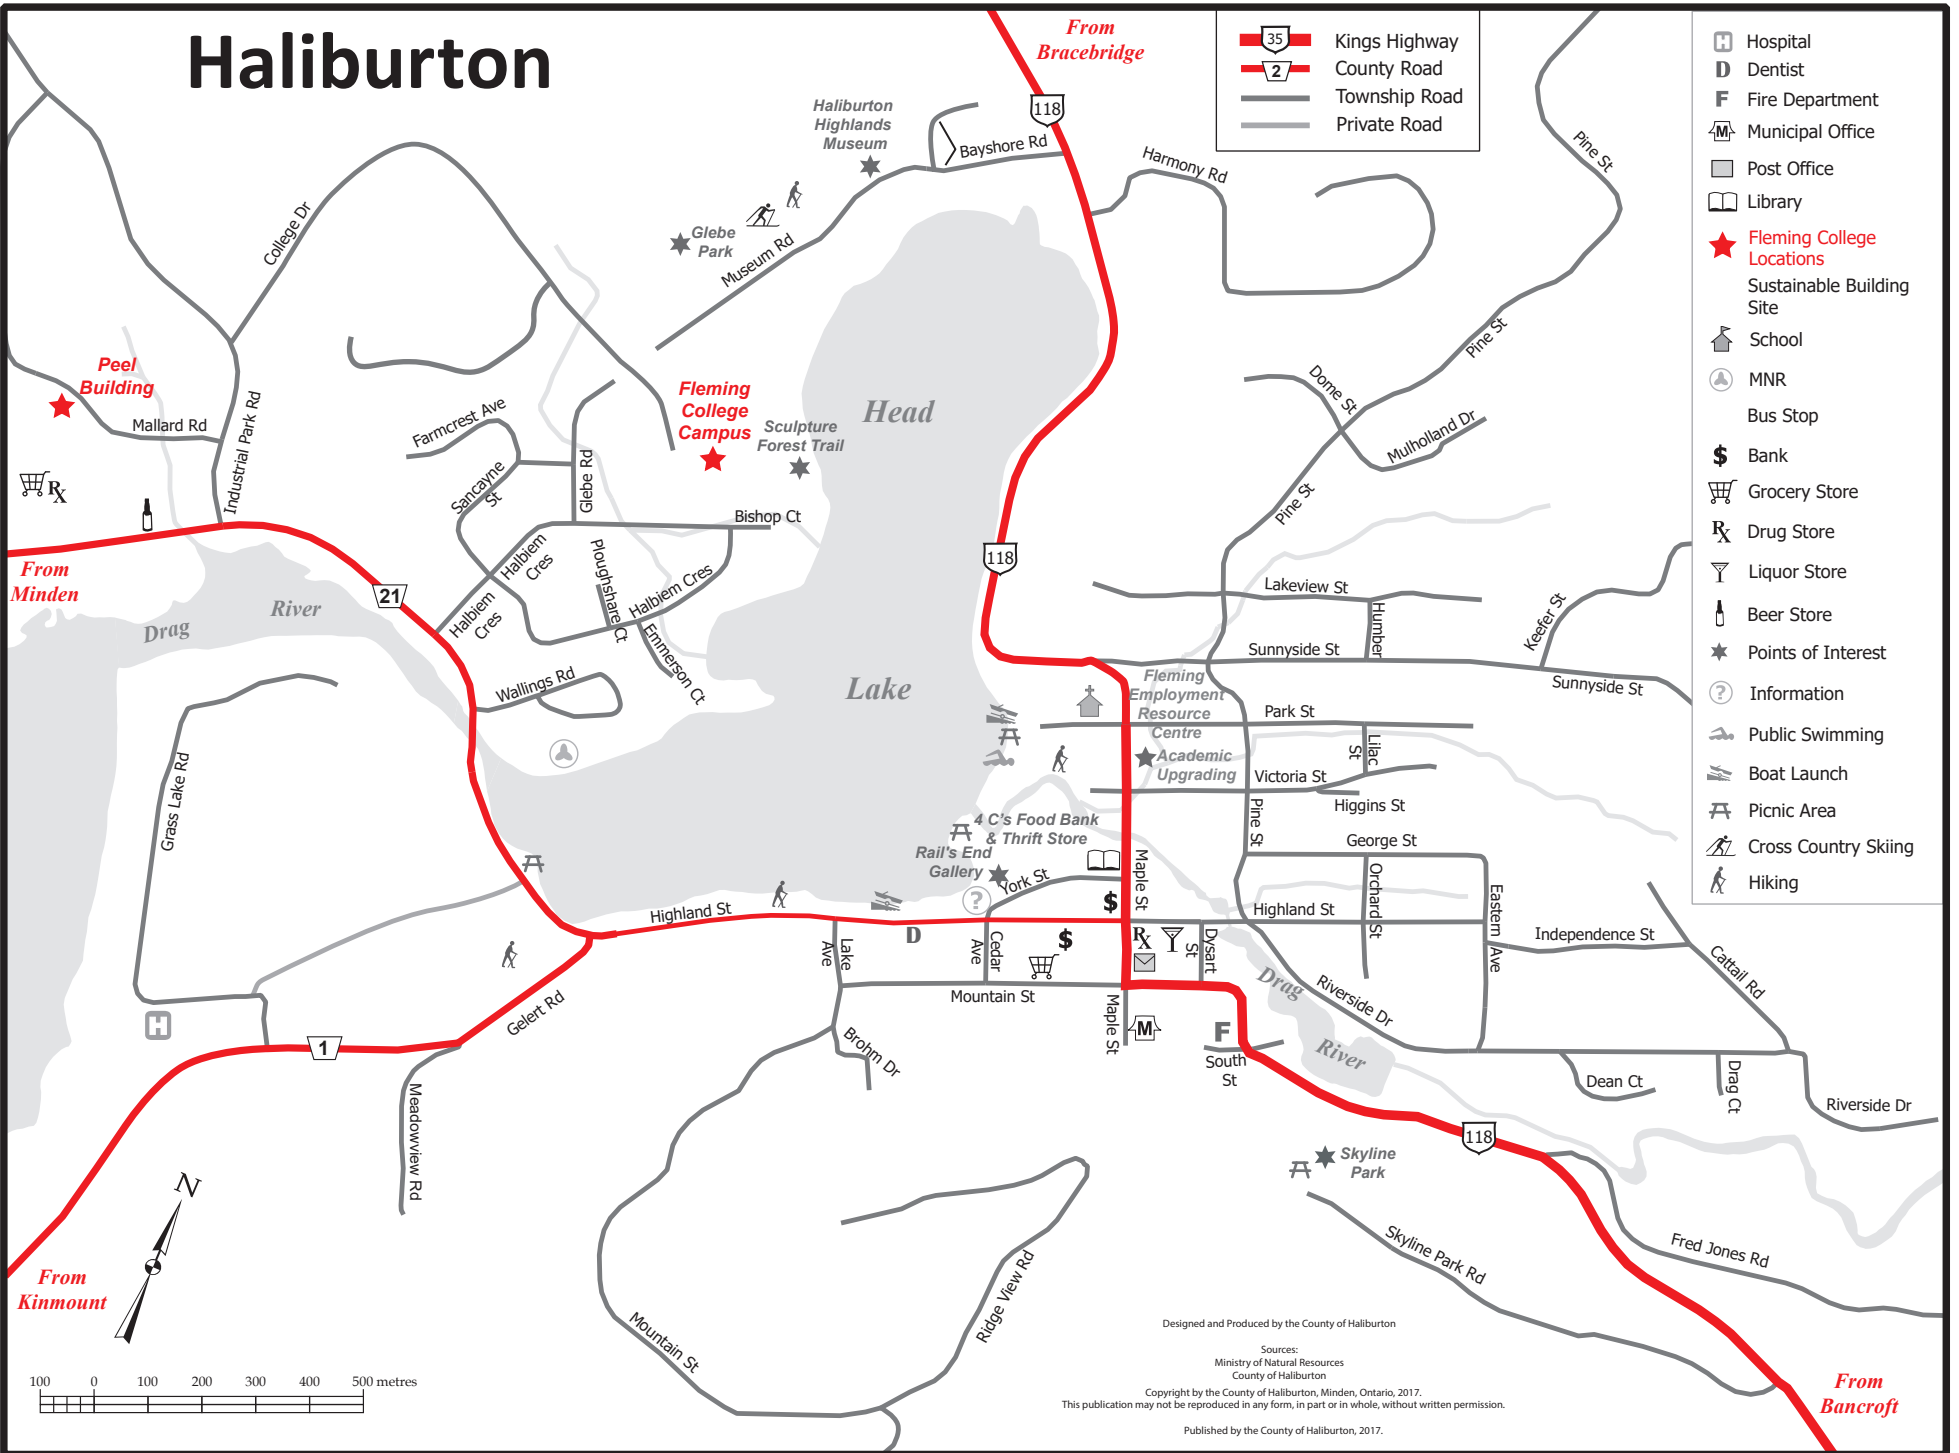 Haliburton
From
Bracebridge
118
35
Kings Highway
2
County Road
Township Road
Private Road
Hospital
D
Dentist
F
Fire Department
M
Municipal Office
Post Office
Library
Fleming College
Locations
Sustainable Building
Site
School
MNR
Bus Stop
$
Bank
Grocery Store
Rx
Drug Store
Liquor Store
Beer Store
Points of Interest
?
Information
Public Swimming
Boat Launch
Picnic Area
Cross Country Skiing
Hiking
Haliburton
Highlands
Museum
Bayshore Rd
Harmony Rd
Pine St
College Dr
Glebe
Park
Museum Rd
Pine St
Peel
Building
Mallard Rd
Industrial Park Rd
Farmcrest Ave
Fleming
College
Campus
Sculpture
Forest Trail
Head
Dome St
Mulholland Dr
Sancayne
St
Glebe Rd
Rx
Pine St
Bishop Ct
From
Minden
21
River
Drag
Halbiem
Cres
Halbiem
Cres
Ploughshare Ct
Halbiem Cres
Emmerson Ct
118
Lakeview St
Humber
Keefer St
Sunnyside St
Sunnyside St
Wallings Rd
Lake
Fleming
Employment
Resource
Centre
Academic
Upgrading
Park St
Lilac
St
Victoria St
Higgins St
Grass Lake Rd
4 C's Food Bank
& Thrift Store
Rail's End
Gallery
York St
?
$
Maple St
Pine St
George St
Orchard St
Eastern
Ave
Highland St
Highland St
D
Lake
Ave
Cedar
Ave
$
Rx
Dysart
St
Independence St
Cattail Rd
Mountain St
Drag
River
Riverside Dr
Gelert Rd
H
1
Brohm Dr
Maple St
M
F
South
St
Dean Ct
Drag Ct
Riverside Dr
Meadowview Rd
118
Skyline
Park
Skyline Park Rd
Fred Jones Rd
N
From
Kinmount
Mountain St
Ridge View Rd
From
Bancroft
100 0 100 200 300 400 500 metres
Designed and Produced by the County of Haliburton
Sources:
Ministry of Natural Resources
County of Haliburton
Copyright by the County of Haliburton, Minden, Ontario, 2017.
This publication may not be reproduced in any form, in part or in whole, without written permission.
Published by the County of Haliburton, 2017.